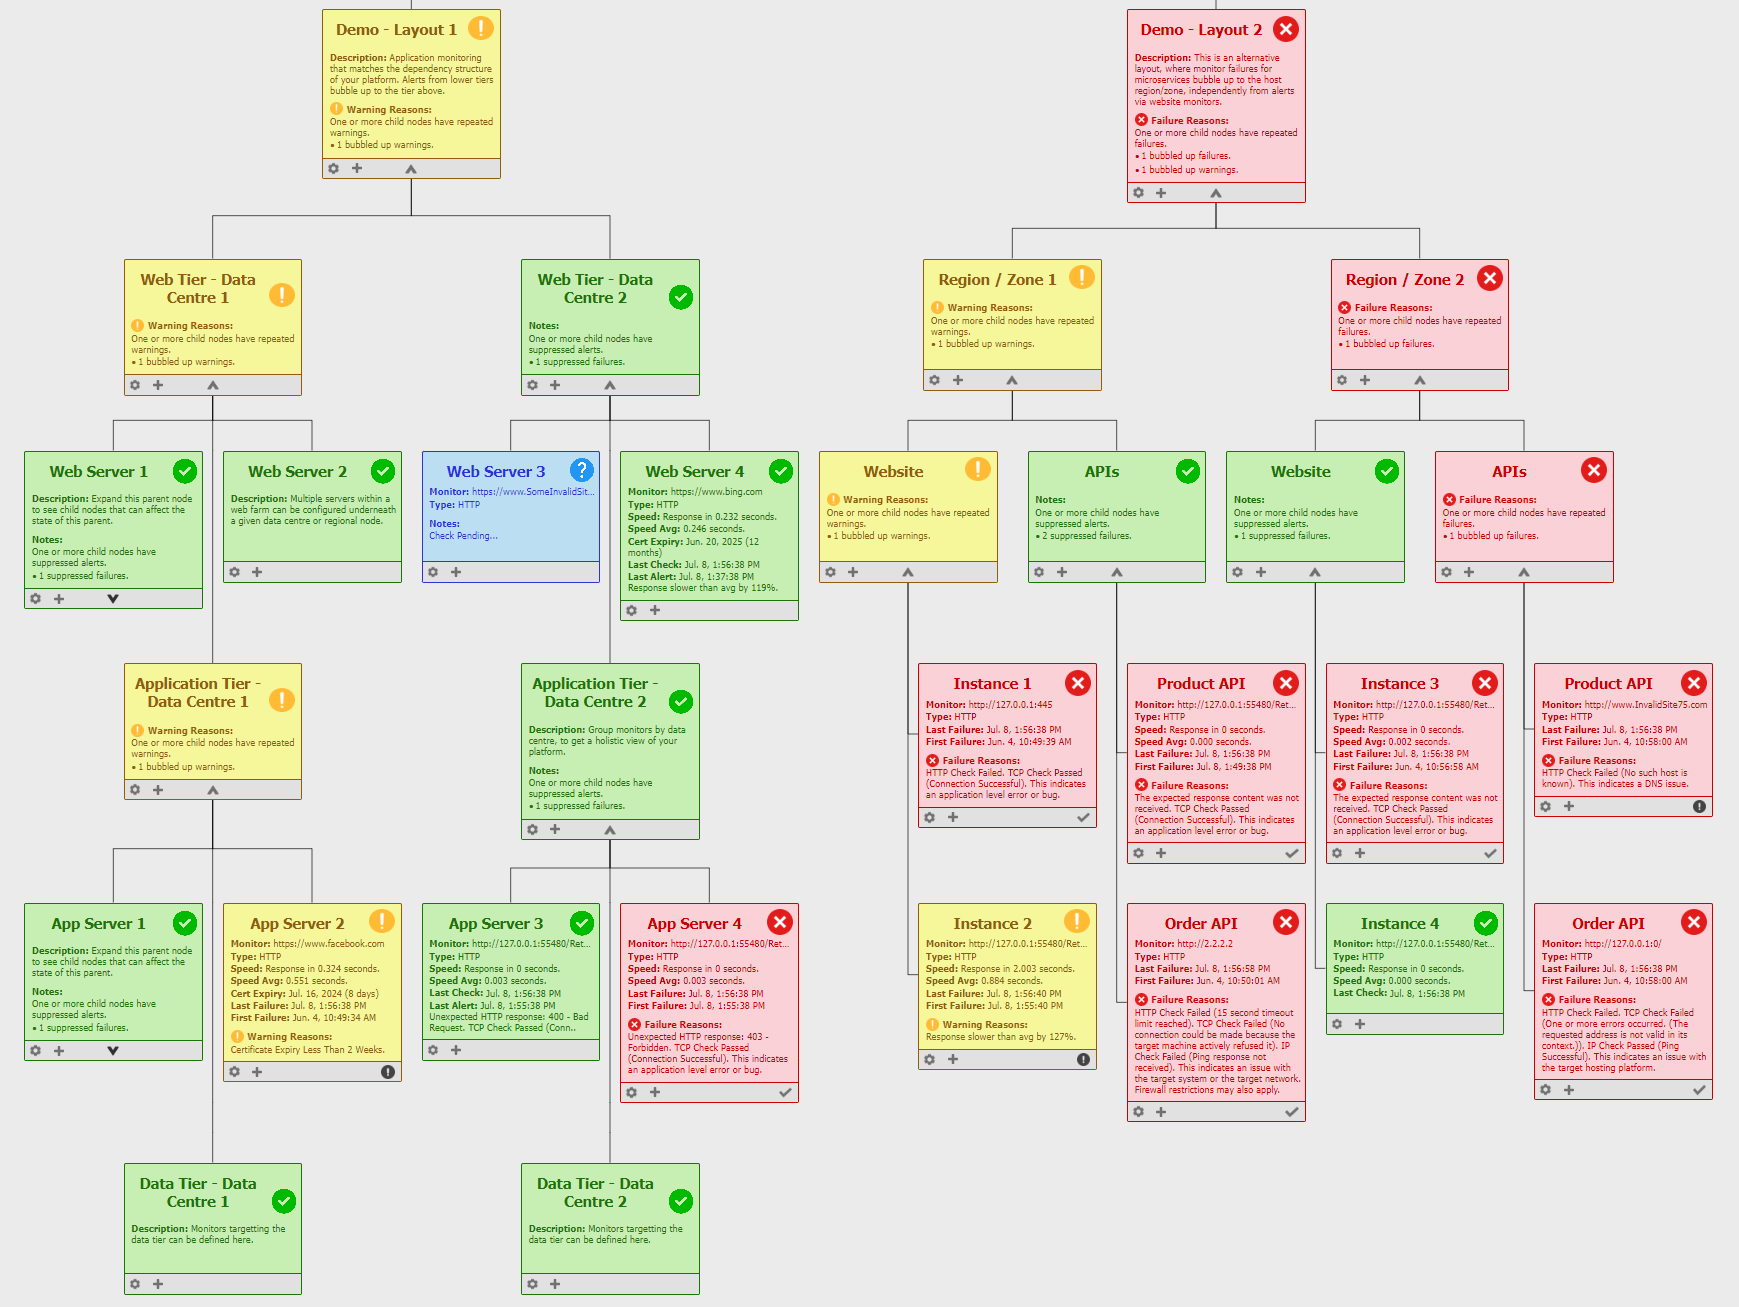 Demo - Layout 1
Description: Application monitoring
that matches the dependency structure
of your platform. Alerts from lower tiers
bubble up to the tier above.
Warning Reasons:
One or more child nodes have repeated
warnings.
• 1 bubbled up warnings.
Demo - Layout 2
Description: This is an alternative
layout, where monitor failures for
microservices bubble up to the host
region/zone, independently from alerts
via website monitors.
Failure Reasons:
One or more child nodes have repeated
failures.
• 1 bubbled up failures.
• 1 bubbled up warnings.
Web Tier - Data
Centre 1
Warning Reasons:
One or more child nodes have repeated
warnings.
• 1 bubbled up warnings.
Web Tier - Data
Centre 2
Notes:
One or more child nodes have
suppressed alerts.
• 1 suppressed failures.
Region / Zone 1
Warning Reasons:
One or more child nodes have repeated
warnings.
• 1 bubbled up warnings.
Region / Zone 2
Failure Reasons:
One or more child nodes have repeated
failures.
• 1 bubbled up failures.
Web Server 1
Description: Expand this parent node
to see child nodes that can affect the
state of this parent.
Notes:
One or more child nodes have
suppressed alerts.
• 1 suppressed failures.
Web Server 2
Description: Multiple servers within a
web farm can be configured underneath
a given data centre or regional node.
Web Server 3
Monitor: https://www.SomeInvalidSit...
Type: HTTP
Notes:
Check Pending...
Web Server 4
Monitor: https://www.bing.com
Type: HTTP
Speed: Response in 0.232 seconds.
Speed Avg: 0.246 seconds.
Cert Expiry: Jun. 20, 2025 (12
months)
Last Check: Jul. 8, 1:56:38 PM
Last Alert: Jul. 8, 1:37:38 PM
Response slower than avg by 119%.
Website
Warning Reasons:
One or more child nodes have repeated
warnings.
• 1 bubbled up warnings.
APIs
Notes:
One or more child nodes have
suppressed alerts.
• 2 suppressed failures.
Website
Notes:
One or more child nodes have
suppressed alerts.
• 1 suppressed failures.
APIs
Failure Reasons:
One or more child nodes have repeated
failures.
• 1 bubbled up failures.
Application Tier -
Data Centre 1
Warning Reasons:
One or more child nodes have repeated
warnings.
• 1 bubbled up warnings.
Application Tier -
Data Centre 2
Description: Group monitors by data
centre, to get a holistic view of your
platform.
Notes:
One or more child nodes have
suppressed alerts.
• 1 suppressed failures.
Instance 1
Monitor: http://127.0.0.1:445
Type: HTTP
Last Failure: Jul. 8, 1:56:38 PM
First Failure: Jun. 4, 10:49:39 AM
Failure Reasons:
HTTP Check Failed. TCP Check Passed
(Connection Successful). This indicates
an application level error or bug.
Product API
Monitor: http://127.0.0.1:55480/Ret...
Type: HTTP
Speed: Response in 0 seconds.
Speed Avg: 0.000 seconds.
Last Failure: Jul. 8, 1:56:38 PM
First Failure: Jul. 8, 1:49:38 PM
Failure Reasons:
The expected response content was not
received. TCP Check Passed
(Connection Successful). This indicates
an application level error or bug.
Instance 3
Monitor: http://127.0.0.1:55480/Ret...
Type: HTTP
Speed: Response in 0 seconds.
Speed Avg: 0.002 seconds.
Last Failure: Jul. 8, 1:56:38 PM
First Failure: Jun. 4, 10:56:58 AM
Failure Reasons:
The expected response content was not
received. TCP Check Passed
(Connection Successful). This indicates
an application level error or bug.
Product API
Monitor: http://www.InvalidSite75.com
Type: HTTP
Last Failure: Jul. 8, 1:56:38 PM
First Failure: Jun. 4, 10:58:00 AM
Failure Reasons:
HTTP Check Failed (No such host is
known). This indicates a DNS issue.
App Server 1
Description: Expand this parent node
to see child nodes that can affect the
state of this parent.
Notes:
One or more child nodes have
suppressed alerts.
• 1 suppressed failures.
App Server 2
Monitor: https://www.facebook.com
Type: HTTP
Speed: Response in 0.324 seconds.
Speed Avg: 0.551 seconds.
Cert Expiry: Jul. 16, 2024 (8 days)
Last Failure: Jul. 8, 1:56:38 PM
First Failure: Jun. 4, 10:49:34 AM
Warning Reasons:
Certificate Expiry Less Than 2 Weeks.
App Server 3
Monitor: http://127.0.0.1:55480/Ret...
Type: HTTP
Speed: Response in 0 seconds.
Speed Avg: 0.003 seconds.
Last Check: Jul. 8, 1:56:38 PM
Last Alert: Jul. 8, 1:55:38 PM
Unexpected HTTP response: 400 - Bad
Request. TCP Check Passed (Conn..
App Server 4
Monitor: http://127.0.0.1:55480/Ret...
Type: HTTP
Speed: Response in 0 seconds.
Speed Avg: 0.003 seconds.
Last Failure: Jul. 8, 1:56:38 PM
First Failure: Jul. 8, 1:55:38 PM
Failure Reasons:
Unexpected HTTP response: 403 -
Forbidden. TCP Check Passed
(Connection Successful). This indicates
an application level error or bug.
Instance 2
Monitor: http://127.0.0.1:55480/Ret...
Type: HTTP
Speed: Response in 2.003 seconds.
Speed Avg: 0.884 seconds.
Last Failure: Jul. 8, 1:56:40 PM
First Failure: Jul. 8, 1:55:40 PM
Warning Reasons:
Response slower than avg by 127%.
Order API
Monitor: http://2.2.2.2
Type: HTTP
Last Failure: Jul. 8, 1:56:58 PM
First Failure: Jun. 4, 10:50:01 AM
Failure Reasons:
HTTP Check Failed (15 second timeout
limit reached). TCP Check Failed (No
connection could be made because the
target machine actively refused it). IP
Check Failed (Ping response not
received). This indicates an issue with
the target system or the target network.
Firewall restrictions may also apply.
Instance 4
Monitor: http://127.0.0.1:55480/Ret...
Type: HTTP
Speed: Response in 0 seconds.
Speed Avg: 0.000 seconds.
Last Check: Jul. 8, 1:56:38 PM
Order API
Monitor: http://127.0.0.1:0/
Type: HTTP
Last Failure: Jul. 8, 1:56:38 PM
First Failure: Jun. 4, 10:58:00 AM
Failure Reasons:
HTTP Check Failed. TCP Check Failed
(One or more errors occurred. (The
requested address is not valid in its
context.)). IP Check Passed (Ping
Successful). This indicates an issue with
the target hosting platform.
Data Tier - Data
Centre 1
Description: Monitors targetting the
data tier can be defined here.
Data Tier - Data
Centre 2
Description: Monitors targetting the
data tier can be defined here.